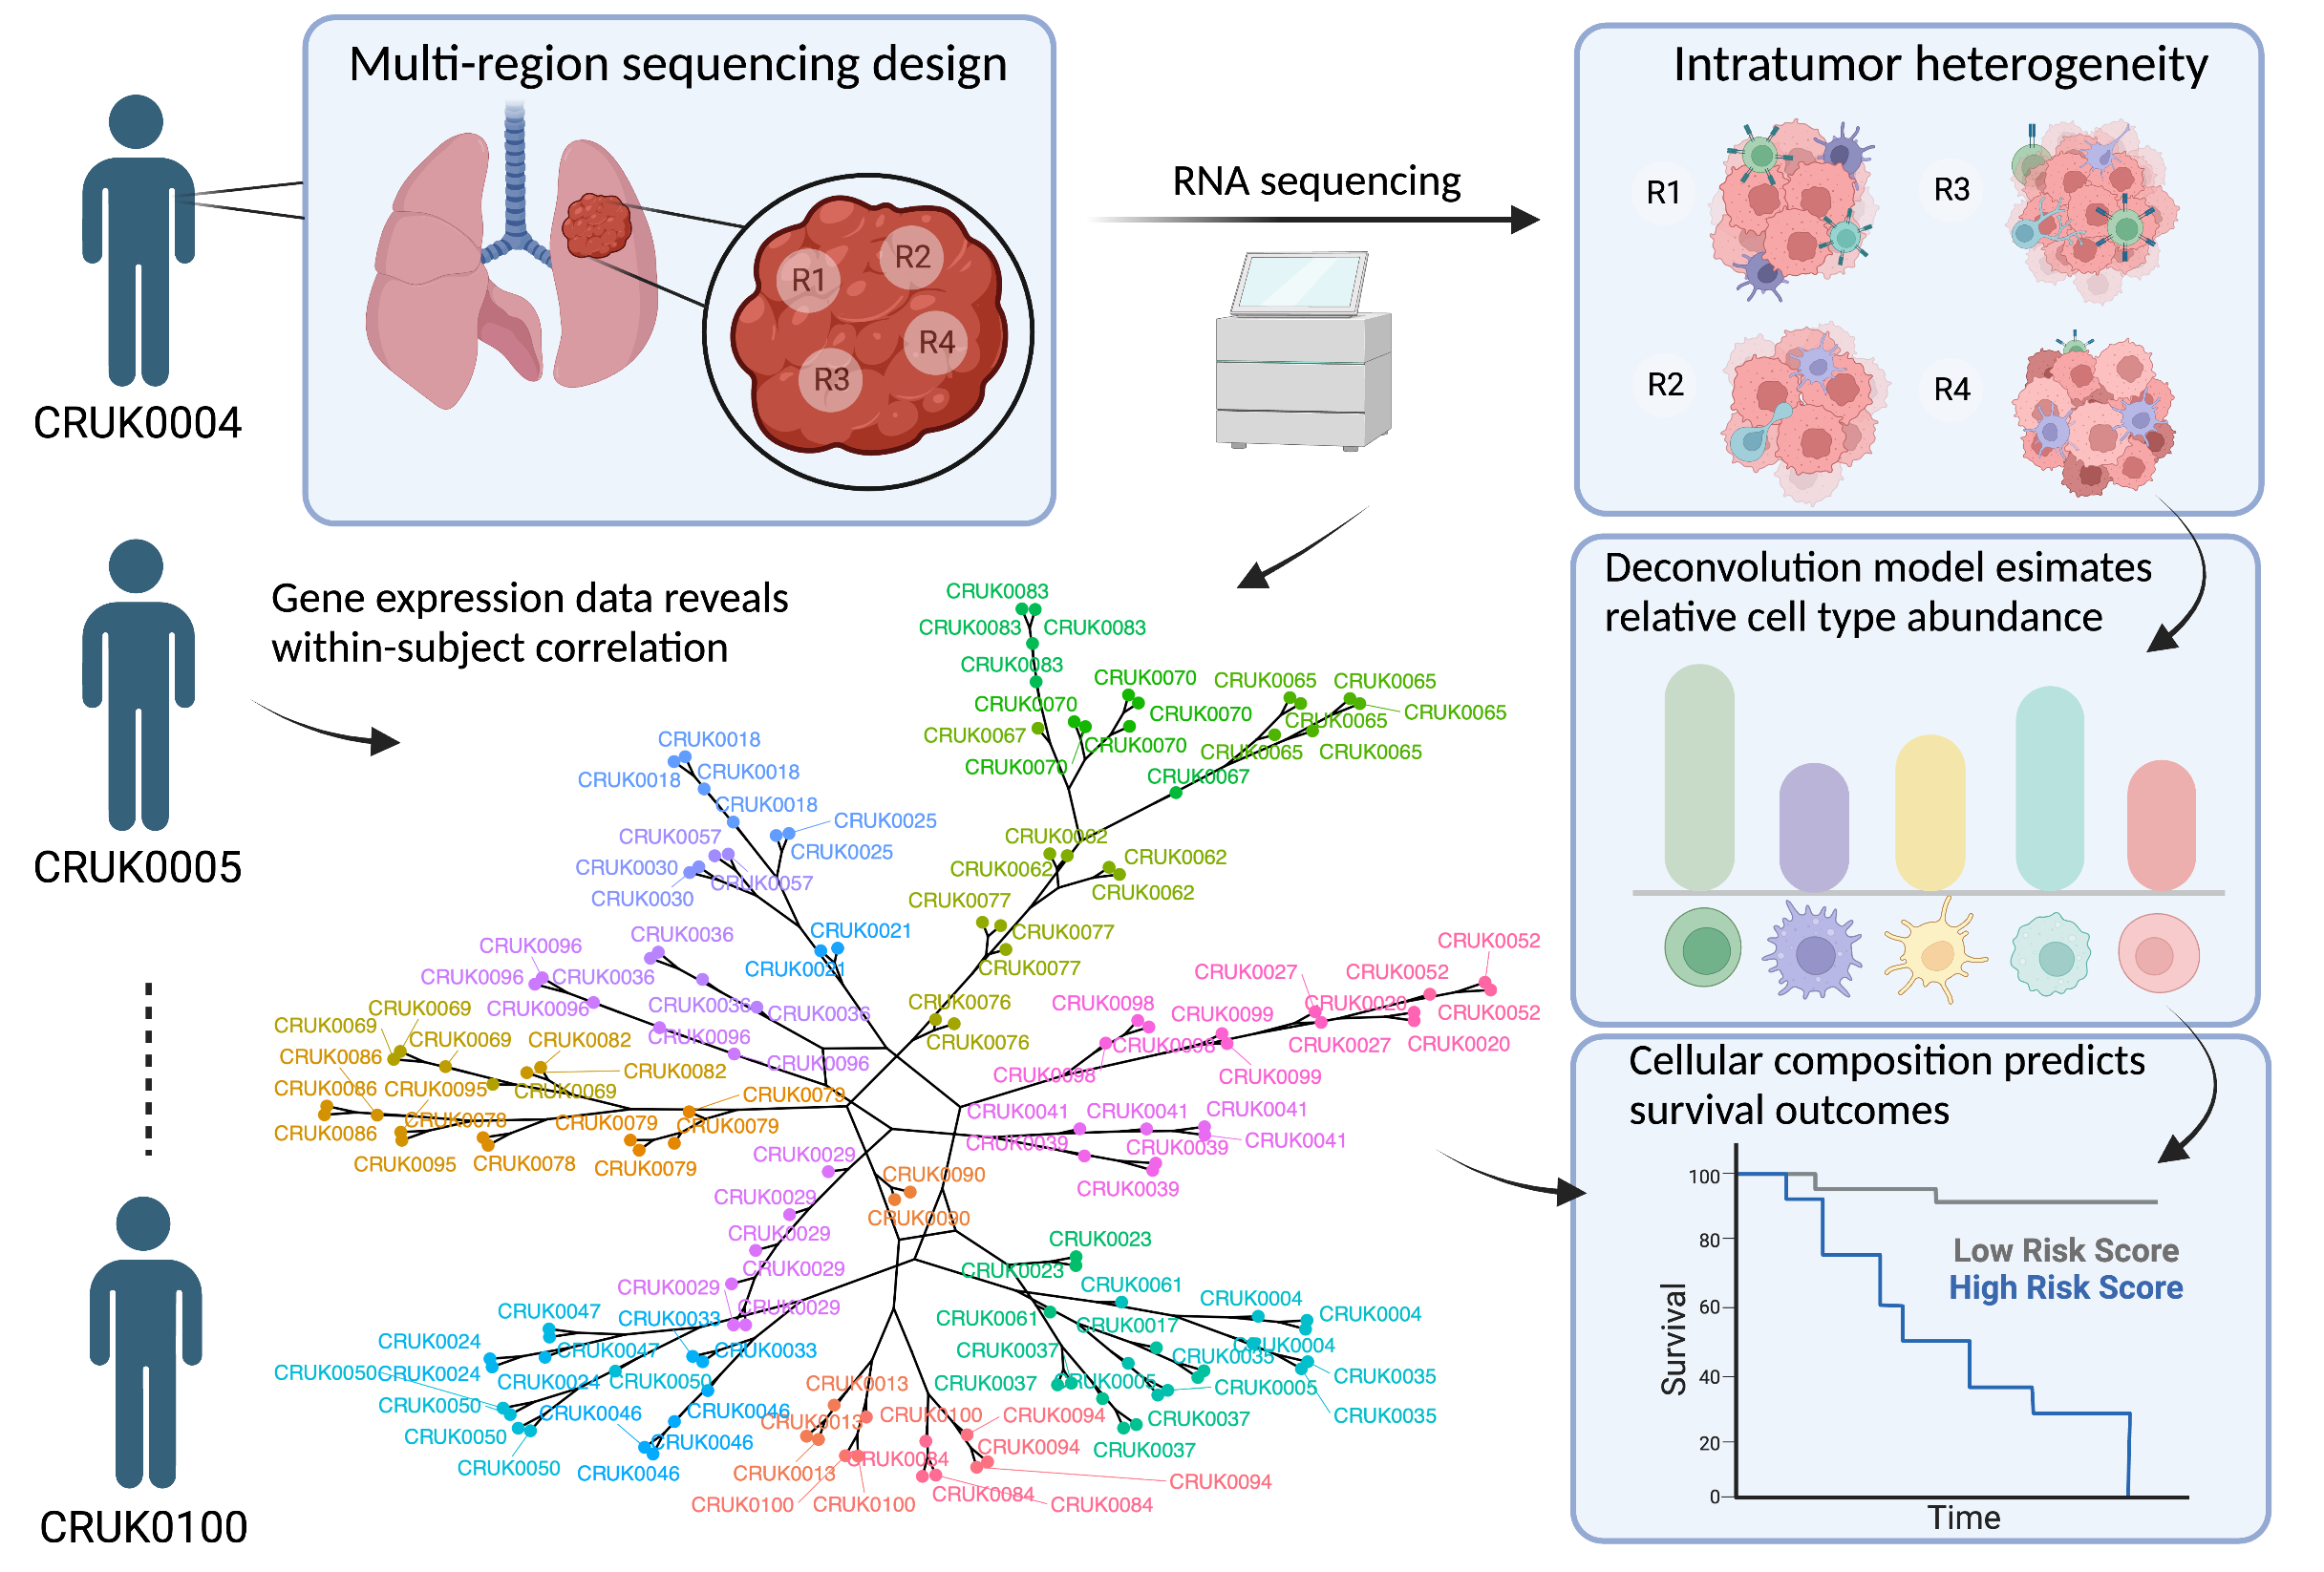 Multi-region sequencing design
R1
R2
R3
R4
CRUK0004
RNA sequencing
Intratumor heterogeneity
R1
R3
R2
R4
CRUK0005
CRUK0100
Gene expression data reveals
within-subject correlation
CRUK0083
CRUK0083 CRUK0083
CRUK0083
CRUK0070 CRUK0065 CRUK0065
CRUK0070 CRUK0070 CRUK0065 CRUK0065
CRUK0067 CRUK0070 CRUK0065 CRUK0065
CRUK0070 CRUK0067
CRUK0018
CRUK0018 CRUK0018
CRUK0018
CRUK0025
CRUK0057 CRUK0025
CRUK0030 CRUK0057
CRUK0030
CRUK0062
CRUK0062 CRUK0062
CRUK0062
CRUK0077
CRUK0077
CRUK0077
CRUK0021
CRUK0021
CRUK0036
CRUK0096
CRUK0096 CRUK0036
CRUK0096 CRUK0036 CRUK0036
CRUK0096
CRUK0096
CRUK0076
CRUK0076
CRUK0052
CRUK0027 CRUK0052
CRUK0098 CRUK0099 CRUK0020 CRUK0052
CRUK0098 CRUK0027 CRUK0020
CRUK0098 CRUK0099
CRUK0069
CRUK0069 CRUK0069 CRUK0082
CRUK0086 CRUK0082
CRUK0086 CRUK0095 CRUK0069 CRUK0079
CRUK0086 CRUK0078 CRUK0079 CRUK0079
CRUK0095 CRUK0078 CRUK0079
CRUK0041 CRUK0041 CRUK0041
CRUK0039 CRUK0039 CRUK0041
CRUK0039
CRUK0029
CRUK0029
CRUK0029
CRUK0029
CRUK0029
CRUK0029
CRUK0090
CRUK0090
CRUK0023
CRUK0023
CRUK0061
CRUK0061 CRUK0004 CRUK0004
CRUK0017 CRUK0004
CRUK0037 CRUK0035 CRUK0035
CRUK0037 CRUK0005 CRUK0005
CRUK0035
CRUK0037
CRUK0037
CRUK0047 CRUK0033
CRUK0024 CRUK0047 CRUK0033
CRUK0050 CRUK0024 CRUK0024 CRUK0050
CRUK0050 CRUK0046 CRUK0046
CRUK0050 CRUK0046
CRUK0050 CRUK0046
CRUK0013
CRUK0013 CRUK0100 CRUK0094
CRUK0013 CRUK0084 CRUK0094
CRUK0094
CRUK0100 CRUK0100 CRUK0084 CRUK0084
Deconvolution model esimates
relative cell type abundance
Cellular composition predicts
survival outcomes
Survival
100
80
60
40
20
0
Low Risk Score
High Risk Score
Time